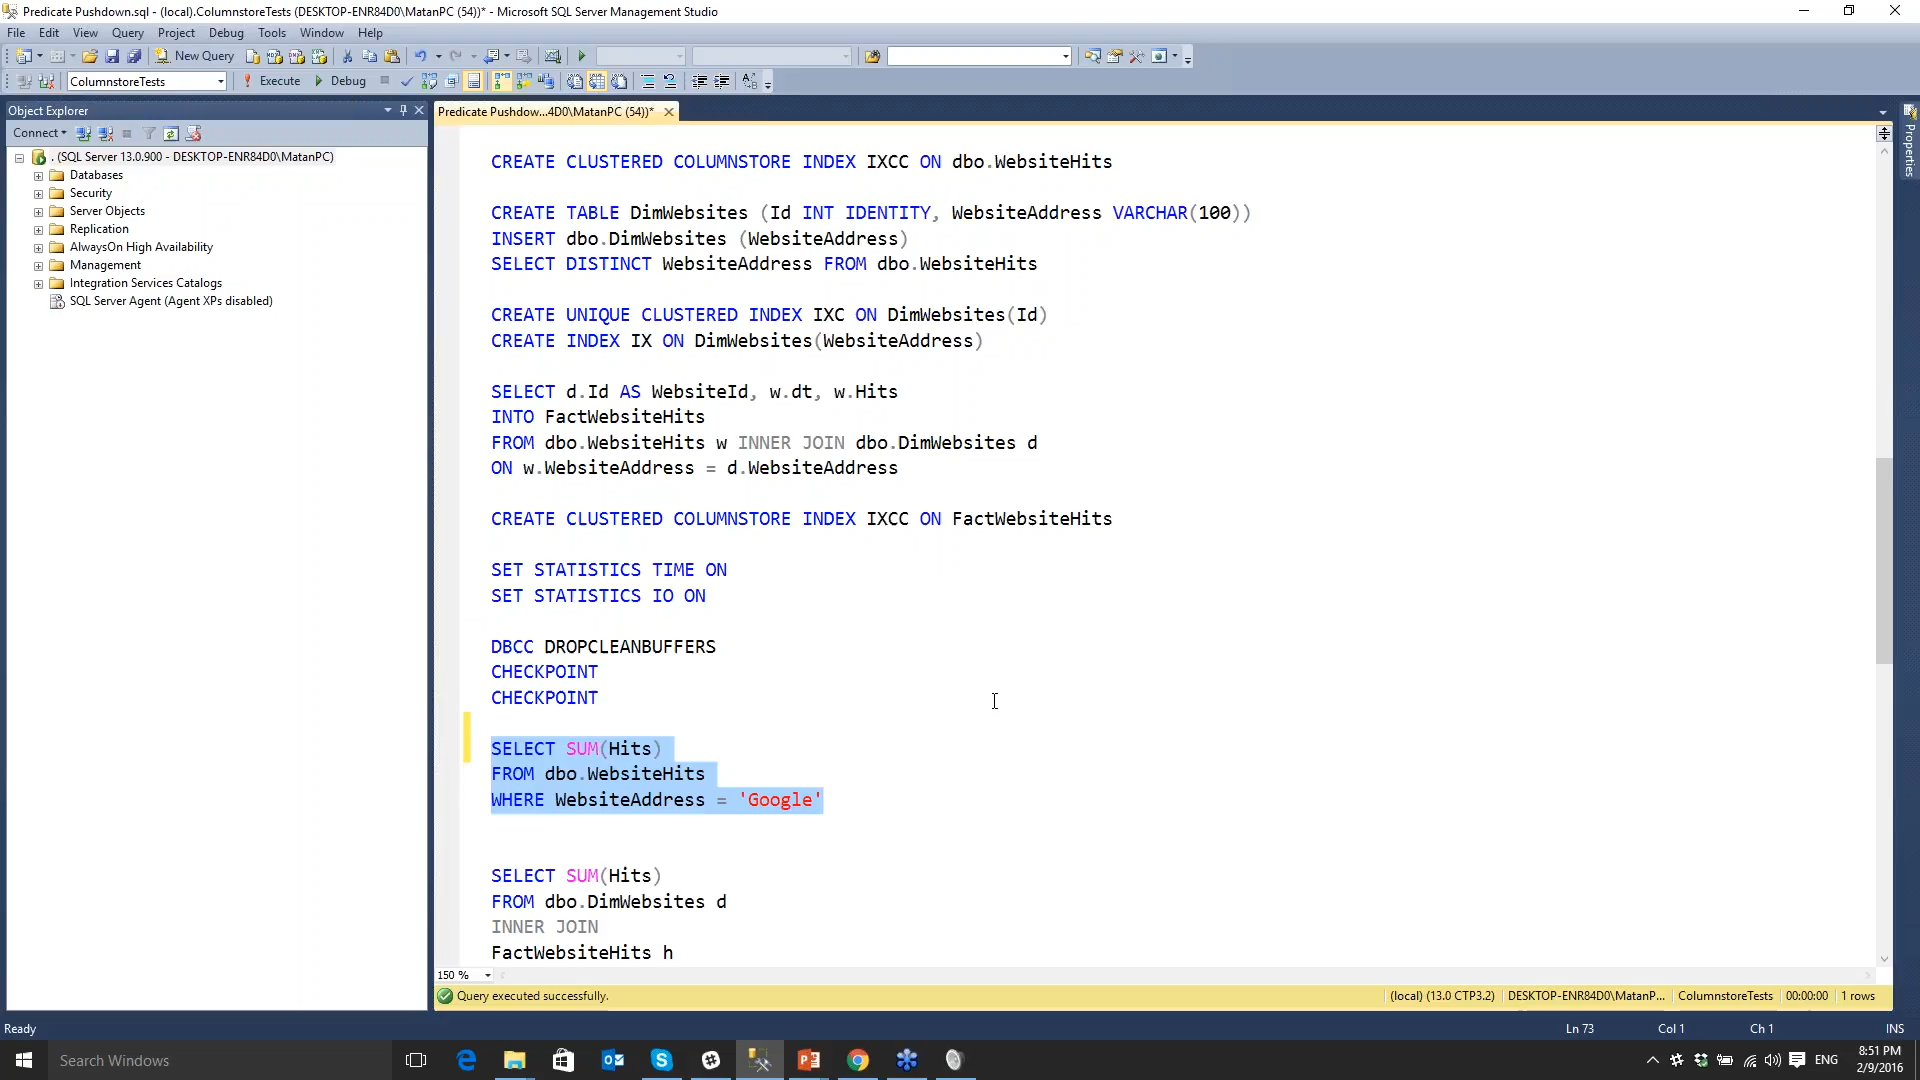 Predicate Pushdown.sql - (local).ColumnstoreTests (DESKTOP-ENR84D0\MatanPC (54))* - Microsoft SQL Server Management Studio
File Edit View Query Project Debug Tools Window Help
New Query
ColumnstoreTests
Execute
Debug
Object Explorer
Predicate Pushdow...4D0\MatanPC (54))*
Properties
Connect
. (SQL Server 13.0.900 - DESKTOP-ENR84D0\MatanPC)
Databases
Security
Server Objects
Replication
AlwaysOn High Availability
Management
Integration Services Catalogs
SQL Server Agent (Agent XPs disabled)
CREATE CLUSTERED COLUMNSTORE INDEX IXCC ON dbo.WebsiteHits
CREATE TABLE DimWebsites (Id INT IDENTITY, WebsiteAddress VARCHAR(100))
INSERT dbo.DimWebsites (WebsiteAddress)
SELECT DISTINCT WebsiteAddress FROM dbo.WebsiteHits
CREATE UNIQUE CLUSTERED INDEX IXC ON DimWebsites(Id)
CREATE INDEX IX ON DimWebsites(WebsiteAddress)
SELECT d.Id AS WebsiteId, w.dt, w.Hits
INTO FactWebsiteHits
FROM dbo.WebsiteHits w INNER JOIN dbo.DimWebsites d
ON w.WebsiteAddress = d.WebsiteAddress
CREATE CLUSTERED COLUMNSTORE INDEX IXCC ON FactWebsiteHits
SET STATISTICS TIME ON
SET STATISTICS IO ON
DBCC DROPCLEANBUFFERS
CHECKPOINT
CHECKPOINT
SELECT SUM(Hits)
FROM dbo.WebsiteHits
WHERE WebsiteAddress = 'Google'
SELECT SUM(Hits)
FROM dbo.DimWebsites d
INNER JOIN
FactWebsiteHits h
150 %
Query executed successfully.
(local) (13.0 CTP3.2) DESKTOP-ENR84D0\MatanP... ColumnstoreTests 00:00:00 1 rows
Ready
Ln 73 Col 1 Ch 1 INS
Search Windows
ENG
8:51 PM
2/9/2016